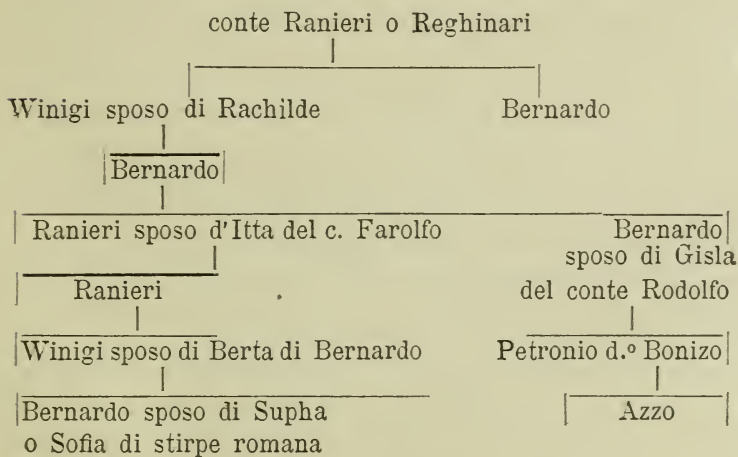 conte Ranieri o Reghinari
Winigi sposo di Rachilde Bernardo
Bernardo
Ranieri sposo d'Itta del c. Farolfo Bernardo
sposo di Gisla
Ranieri del conte Rodolfo
Winigi sposo di Berta di Bernardo Petronio d.º Bonizo
Bernardo sposo di Supha Azzo
o Sofia di stirpe romana